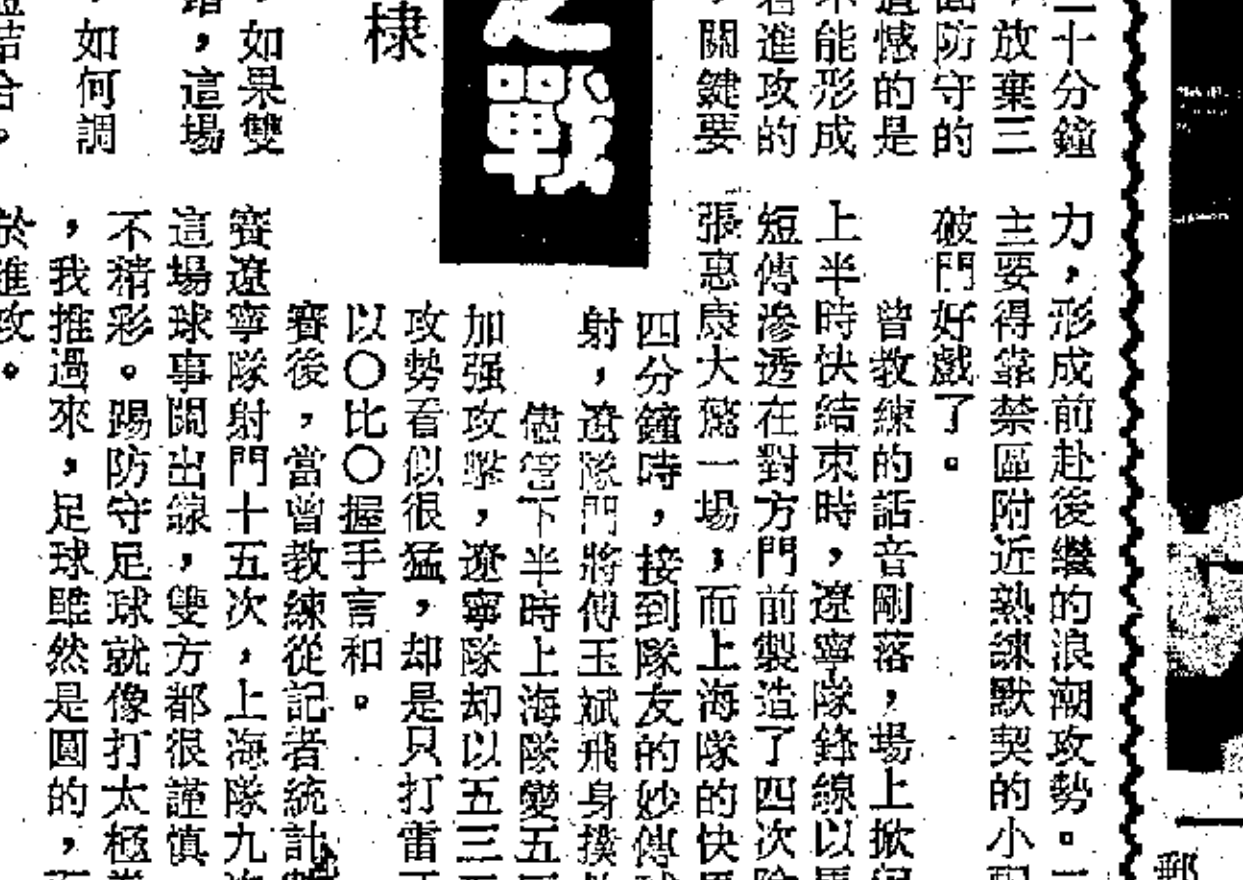 二十分鐘
放棄三
面防守的
遺憾的是
不能形成
着進攻的
，關鍵要
之戰
棣
，如果雙
踏，這場
，如何調
結合。
力，形成前赴後繼的浪潮攻勢。
主要得靠禁區附近熟練默契的小配
破門好戲了。
曾教練的話音剛落，場上掀
上半時快結束時，遼寧隊鋒線以
短傳滲透在對方門前製造了四次險
張惠康大驚一場，而上海隊的快
四分鐘時，接到隊友的妙傳
射，遼隊門將傅玉斌飛身撲
儘管下半時上海隊變五
加强攻擊，遼寧隊却以五三
攻勢看似很猛，却是只打雷
以〇比〇握手言和。
賽後，當曾教練從記者統計
賽遼寧隊射門十五次，上海隊九次
這場球事關出線，雙方都很謹慎
不精彩。踢防守足球就像打太極
，我推過來，足球雖然是圓的，
於進攻。
郵